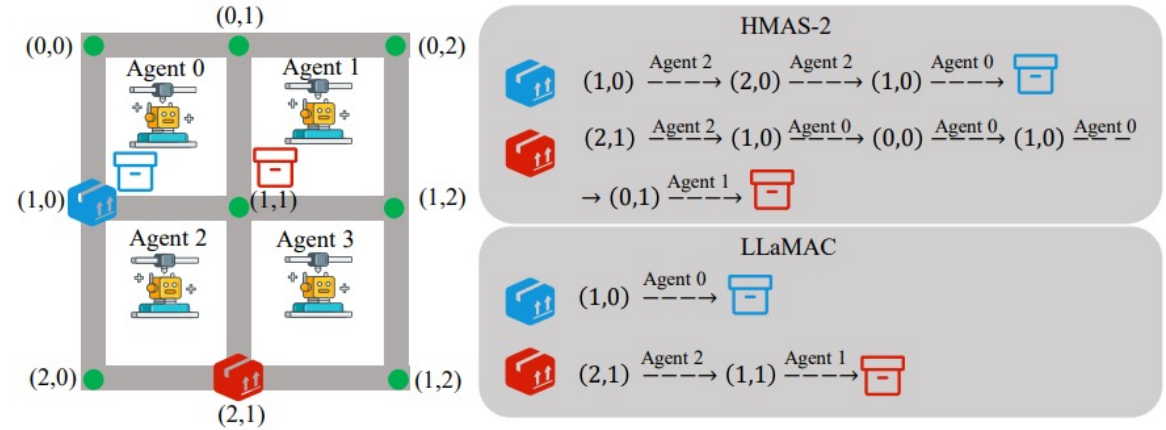 (0,1)
(0,0)
(0,2)
Agent 0
Agent 1
(1,0)
(1,1)
(1,2)
Agent 2
Agent 3
(2,0)
(1,2)
(2,1)
HMAS-2
(1,0) Agent 2 → (2,0) Agent 2 → (1,0) Agent 0 →
(2,1) Agent 2 → (1,0) Agent 0 → (0,0) Agent 0 → (1,0) Agent 0
→ (0,1) Agent 1 →
LLaMAC
(1,0) Agent 0 →
(2,1) Agent 2 → (1,1) Agent 1 →